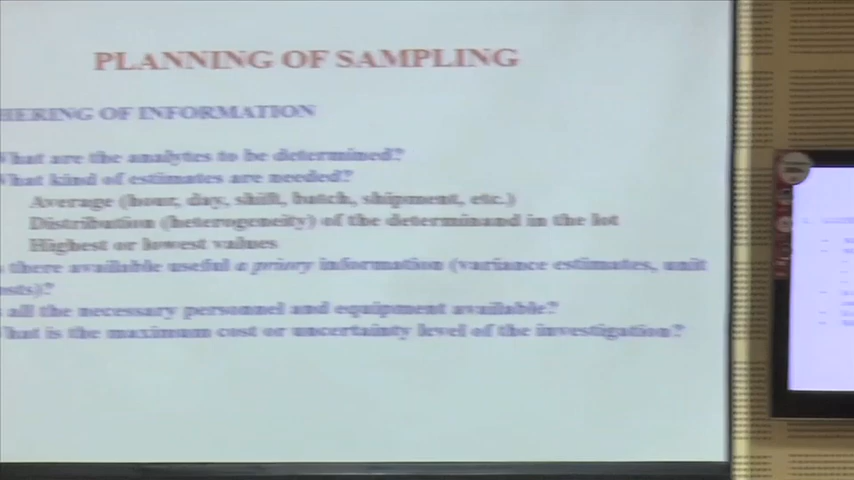 PLANNING OF SAMPLING
HERING OF INFORMATION
What are the analytes to be determined?
What kind of estimates are needed?
Average (hour, day, shift, batch, shipment, etc.)
Distribution (heterogeneity) of the determinand in the lot
Highest or lowest values
there available useful a priory information (variance estimates, unit
all the necessary personnel and equipment available?
What is the maximum cost or uncertainty level of the investigation?